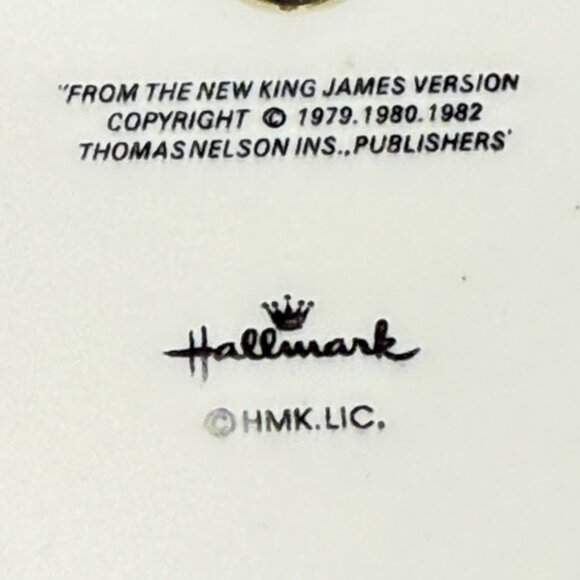 "FROM THE NEW KING JAMES VERSION
COPYRIGHT © 1979.1980.1982
THOMAS NELSON INS.,PUBLISHERS'
Hallmark
©HMK.LIC.